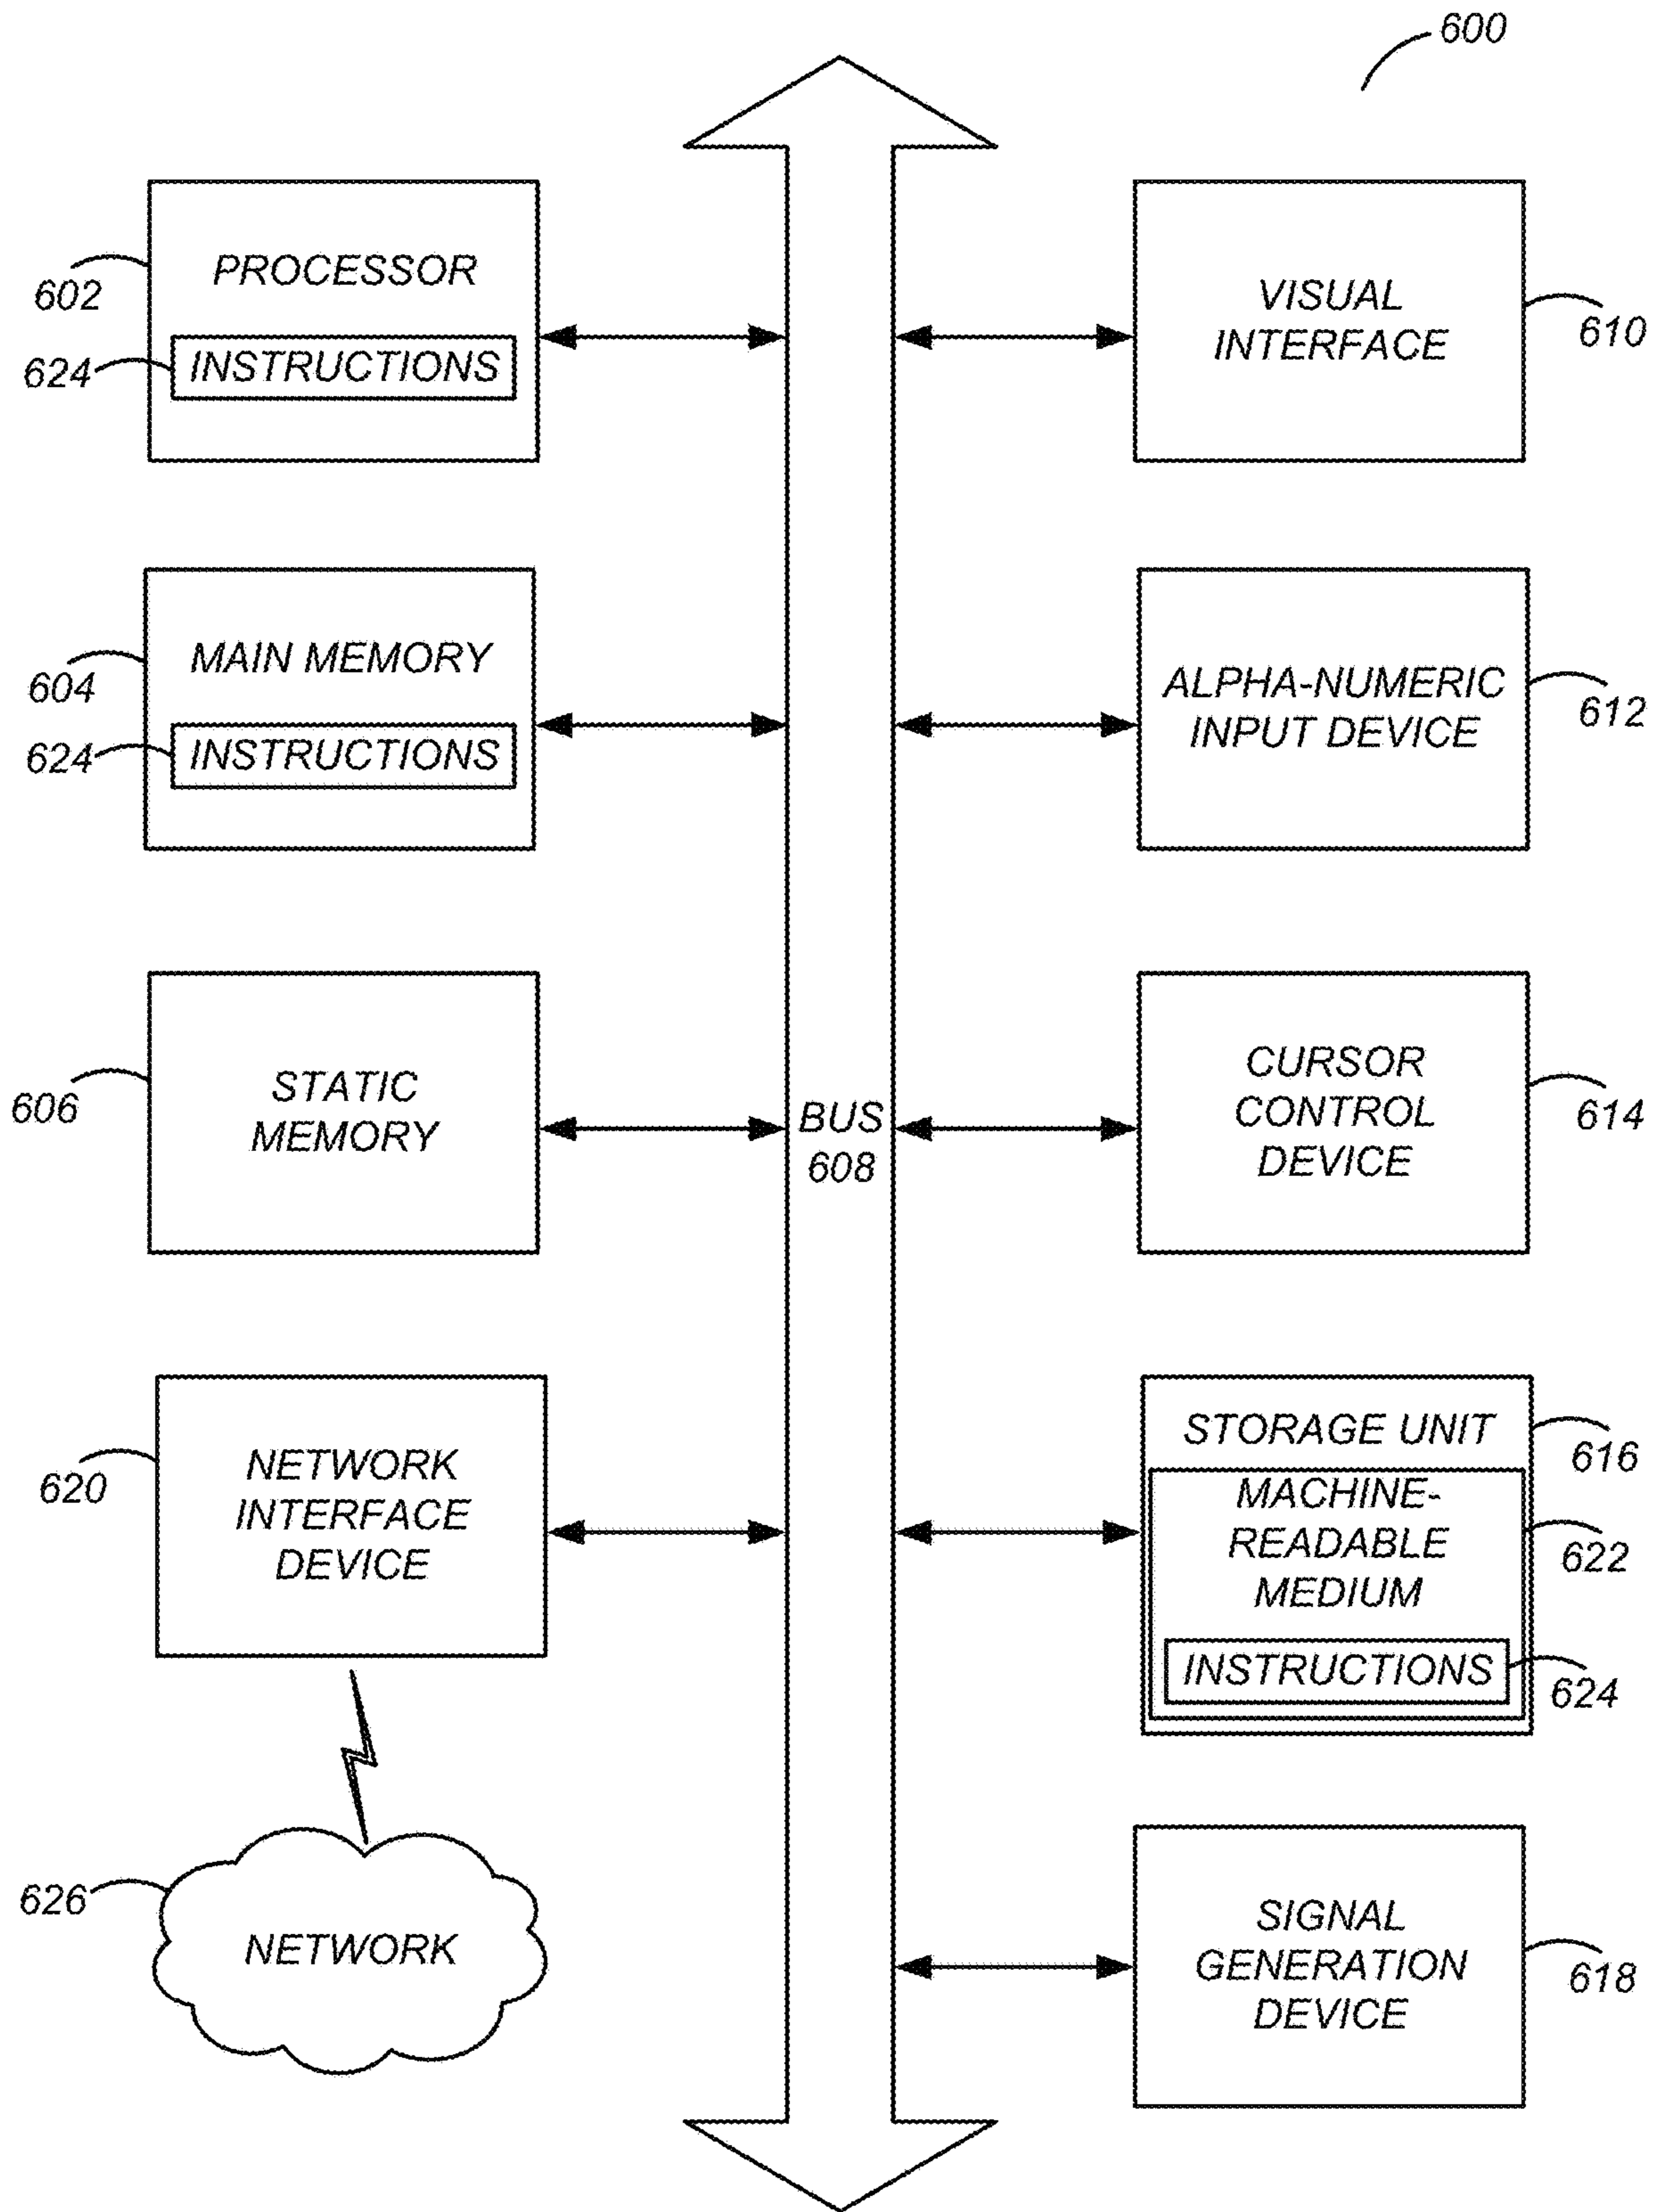 600
PROCESSOR
602
624
INSTRUCTIONS
VISUAL
INTERFACE
610
MAIN MEMORY
604
624
INSTRUCTIONS
ALPHA-NUMERIC
INPUT DEVICE
612
STATIC
MEMORY
606
BUS
608
CURSOR
CONTROL
DEVICE
614
NETWORK
INTERFACE
DEVICE
620
STORAGE UNIT
616
MACHINE-
READABLE
MEDIUM
622
INSTRUCTIONS
624
626
NETWORK
SIGNAL
GENERATION
DEVICE
618